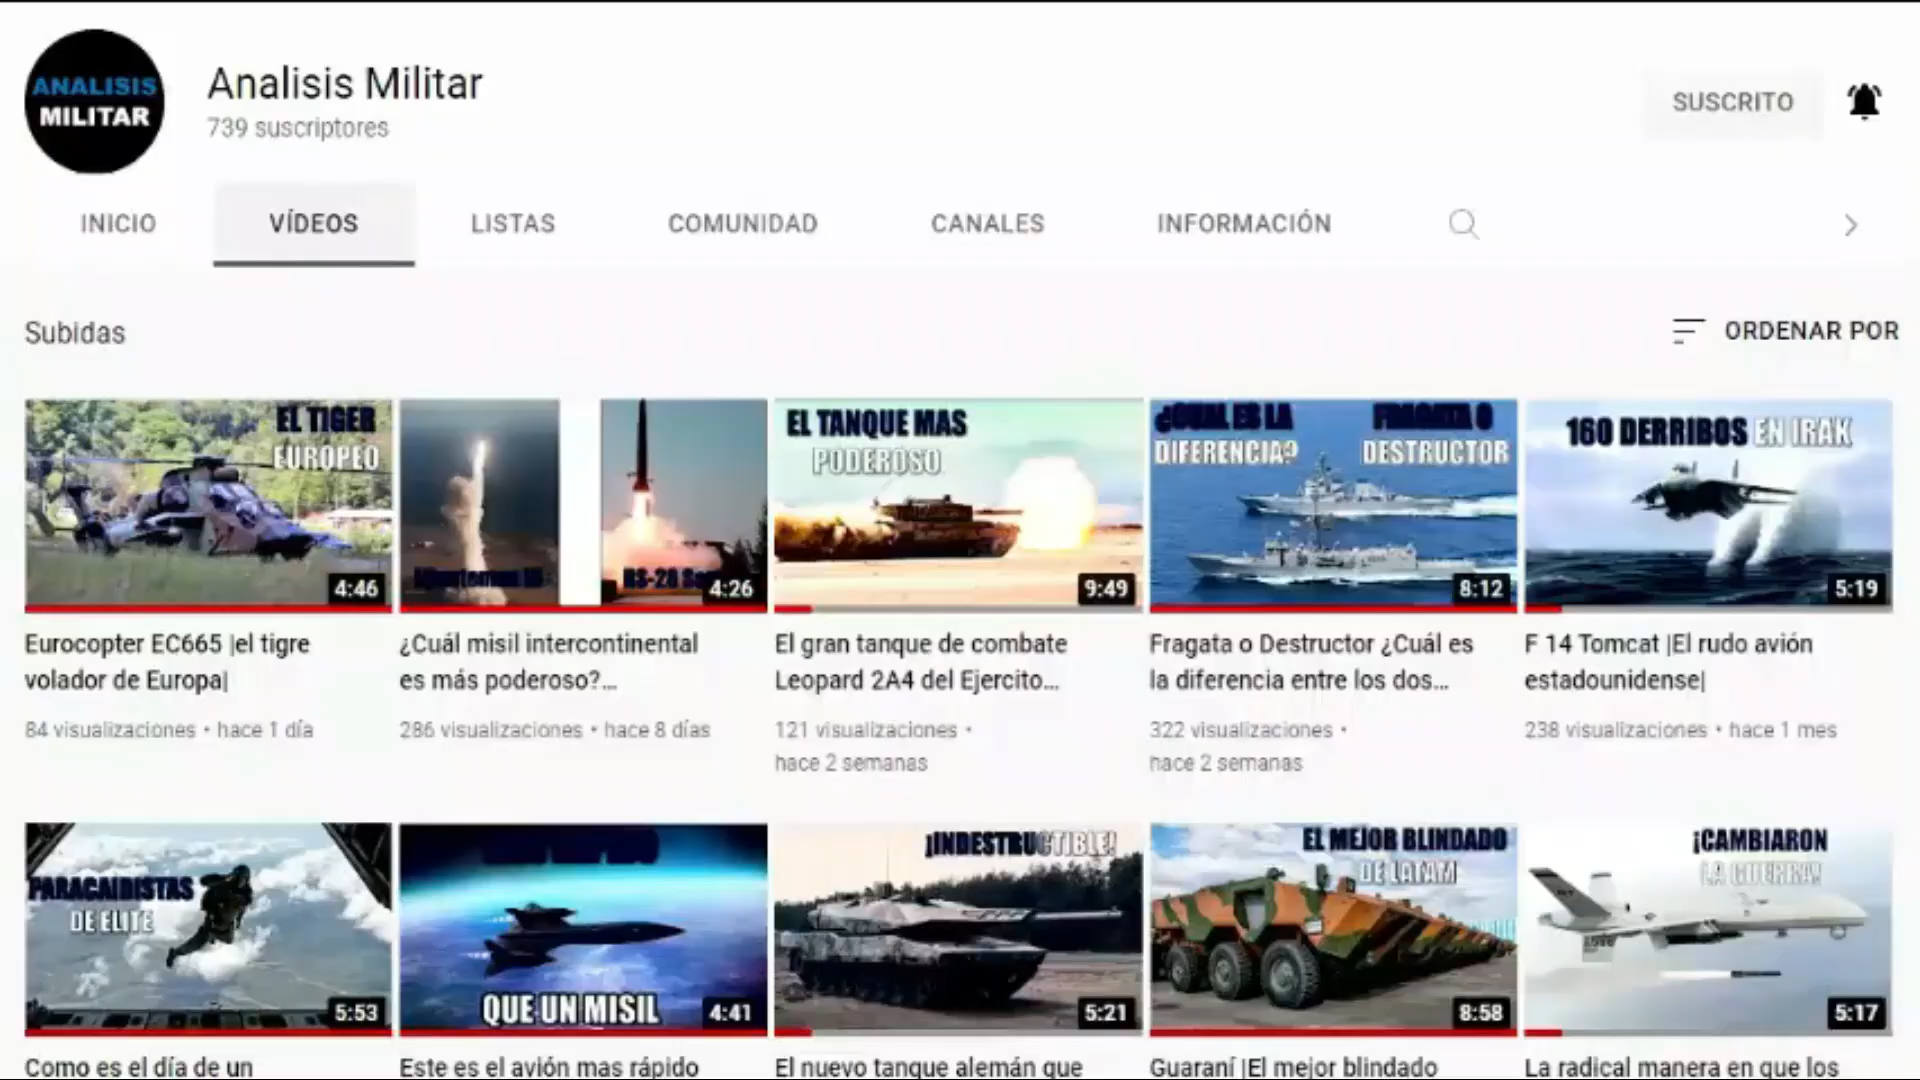 ANALISIS
MILITAR
Analisis Militar
739 suscriptores
SUSCRITO
INICIO
VÍDEOS
LISTAS
COMUNIDAD
CANALES
INFORMACIÓN
Subidas
ORDENAR POR
EL TIGER
EUROPEO
4:46
RS-28
4:26
EL TANQUE MAS
PODEROSO
9:49
¿CUAL ES LA
DIFERENCIA?
FRAGATA O
DESTRUCTOR
8:12
160 DERRIBOS EN IRAK
5:19
Eurocopter EC665 |el tigre
volador de Europa|
84 visualizaciones • hace 1 día
¿Cuál misil intercontinental
es más poderoso?...
286 visualizaciones • hace 8 días
El gran tanque de combate
Leopard 2A4 del Ejercito...
121 visualizaciones •
hace 2 semanas
Fragata o Destructor ¿Cuál es
la diferencia entre los dos...
322 visualizaciones •
hace 2 semanas
F 14 Tomcat |El rudo avión
estadounidense|
238 visualizaciones • hace 1 mes
PARACAIDISTAS
DE ELITE
5:53
QUE UN MISIL
4:41
¡INDESTRUCTIBLE!
5:21
EL MEJOR BLINDADO
DE LATAM
8:58
¡CAMBIARON
LA GUERRA!
5:17
Como es el día de un
Este es el avión mas rápido
El nuevo tanque alemán que
Guaraní |El mejor blindado
La radical manera en que los